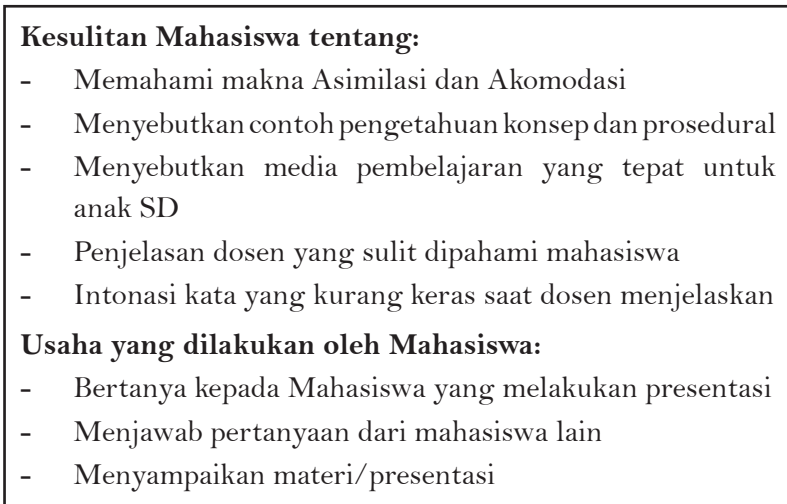 Kesulitan Mahasiswa tentang:
- Memahami makna Asimilasi dan Akomodasi
- Menyebutkan contoh pengetahuan konsep dan prosedural
- Menyebutkan media pembelajaran yang tepat untuk
anak SD
- Penjelasan dosen yang sulit dipahami mahasiswa
- Intonasi kata yang kurang keras saat dosen menjelaskan
Usaha yang dilakukan oleh Mahasiswa:
- Bertanya kepada Mahasiswa yang melakukan presentasi
- Menjawab pertanyaan dari mahasiswa lain
- Menyampaikan materi/presentasi